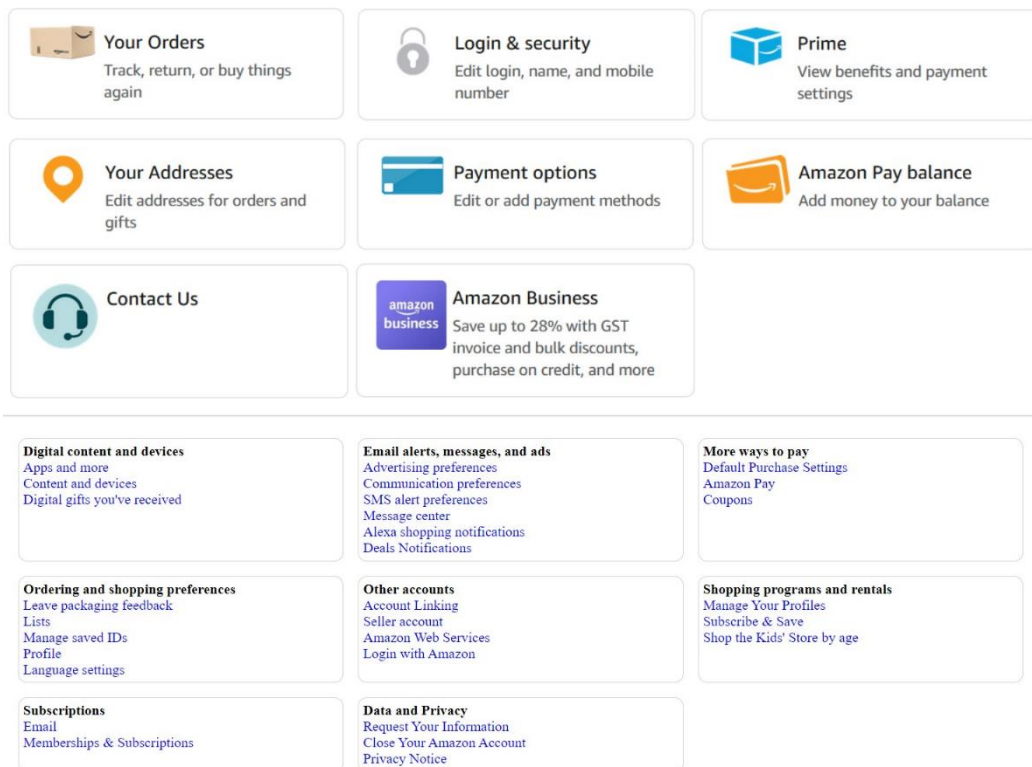 Your Orders
Track, return, or buy things
again
Login & security
Edit login, name, and mobile
number
Prime
View benefits and payment
settings
Your Addresses
Edit addresses for orders and
gifts
Payment options
Edit or add payment methods
Amazon Pay balance
Add money to your balance
Contact Us
amazon
business
Amazon Business
Save up to 28% with GST
invoice and bulk discounts,
purchase on credit, and more
Digital content and devices
Apps and more
Content and devices
Digital gifts you've received
Email alerts, messages, and ads
Advertising preferences
Communication preferences
SMS alert preferences
Message center
Alexa shopping notifications
Deals Notifications
More ways to pay
Default Purchase Settings
Amazon Pay
Coupons
Ordering and shopping preferences
Leave packaging feedback
Lists
Manage saved IDs
Profile
Language settings
Other accounts
Account Linking
Seller account
Amazon Web Services
Login with Amazon
Shopping programs and rentals
Manage Your Profiles
Subscribe & Save
Shop the Kids' Store by age
Subscriptions
Email
Memberships & Subscriptions
Data and Privacy
Request Your Information
Close Your Amazon Account
Privacy Notice